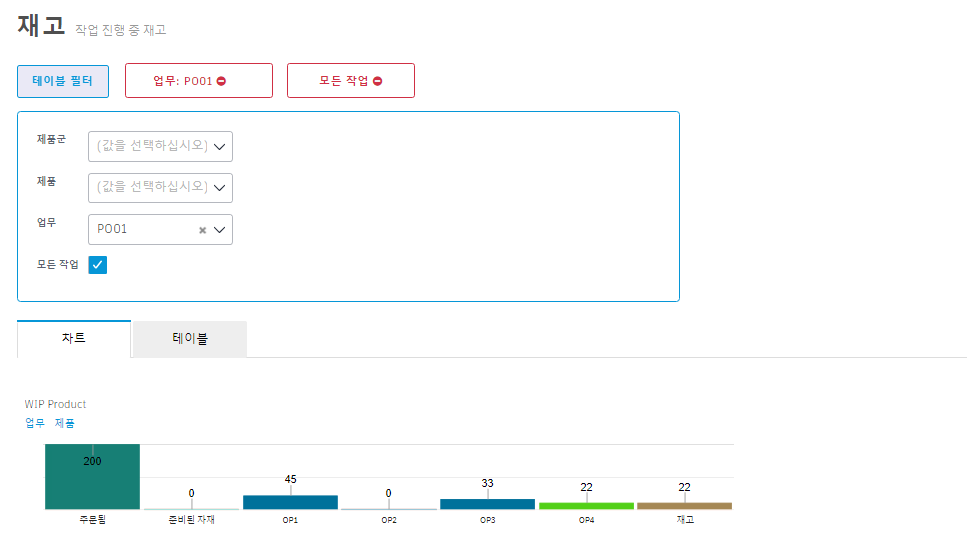 재고 작업 진행 중 재고
테이블 필터 업무: PO01 모든 작업
제품군 (값을 선택하십시오)
제품 (값을 선택하십시오)
업무 PO01
모든 작업
차트 테이블
WIP Product
업무 제품
200 0 45 0 33 22 22
주문됨 준비된 자재 OP1 OP2 OP3 OP4 재고